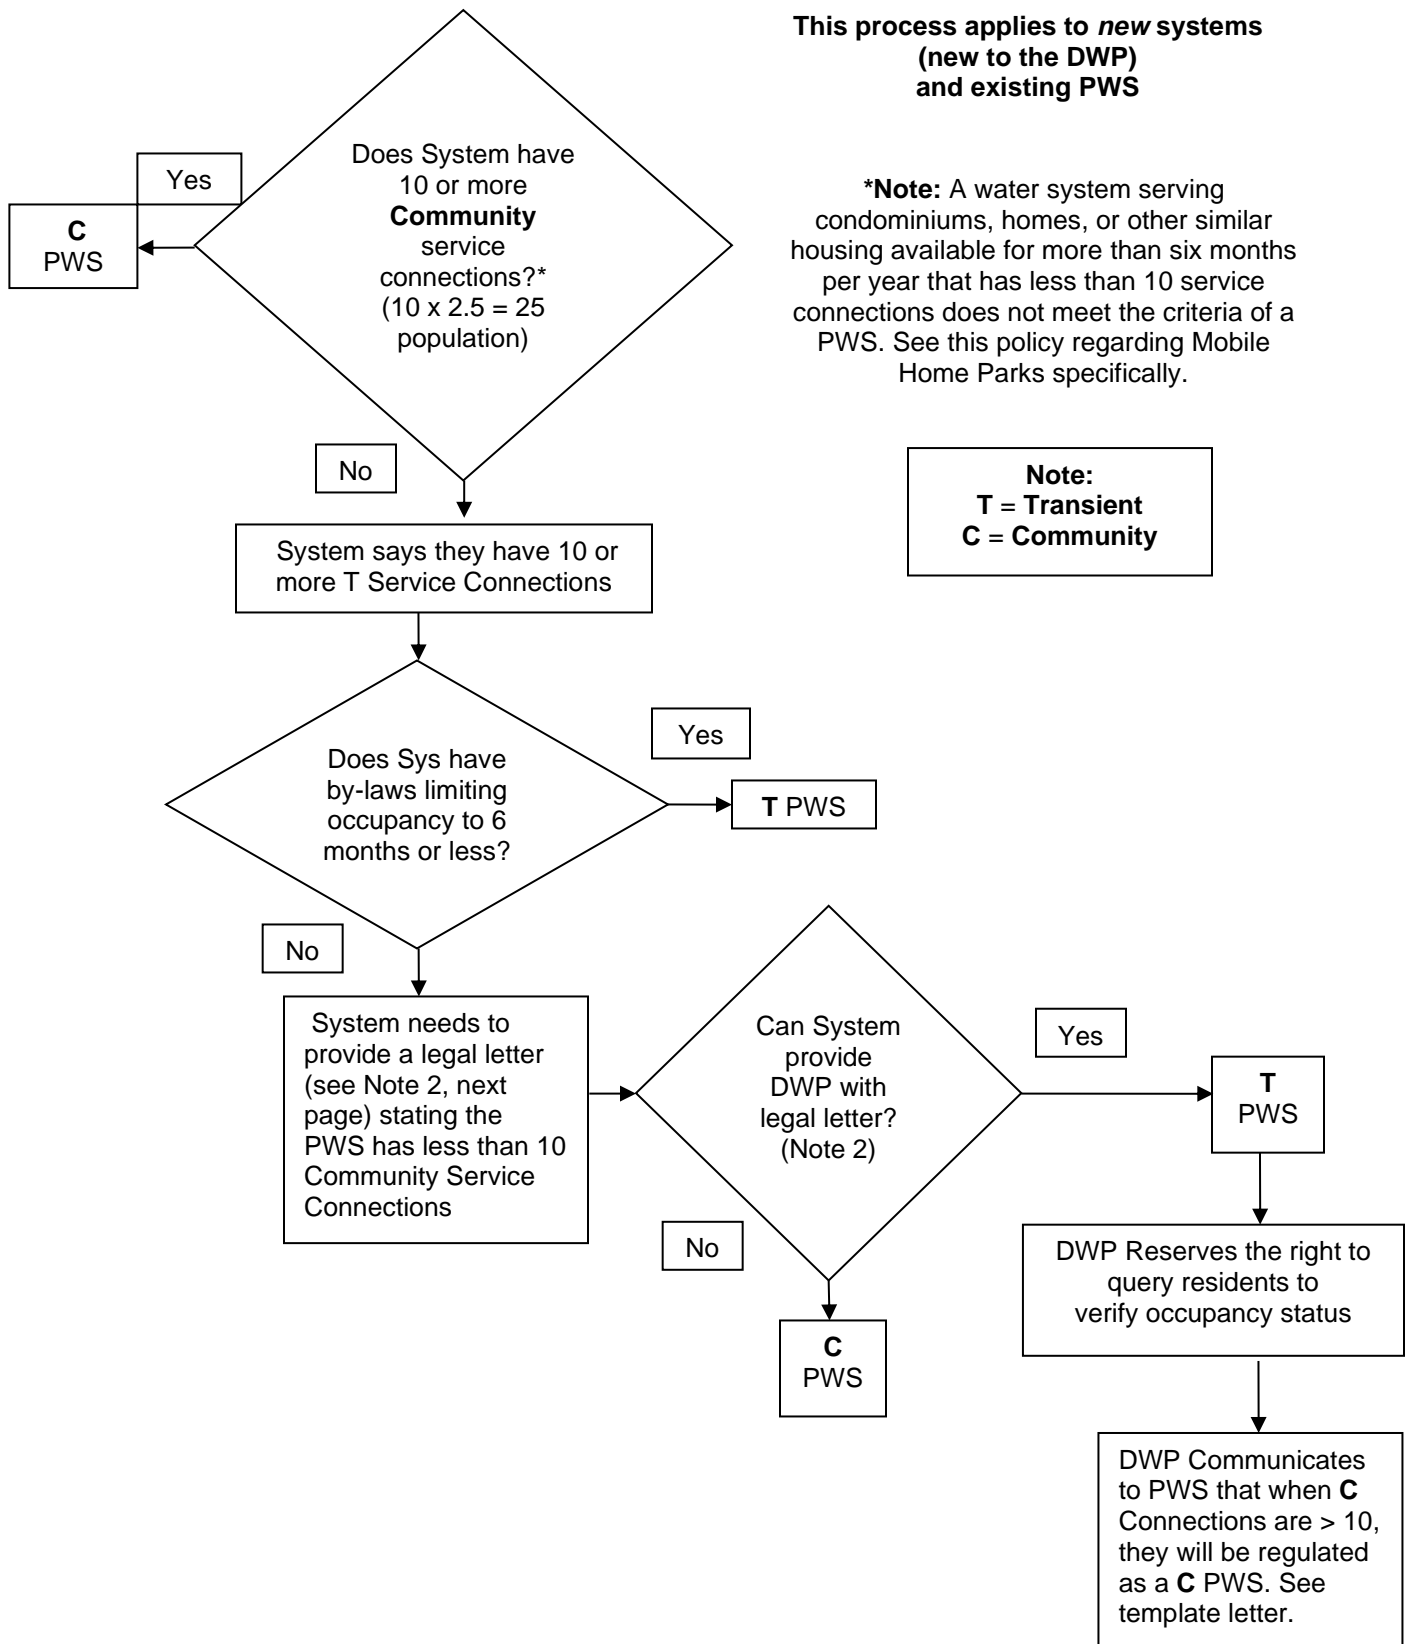 This process applies to new systems
(new to the DWP)
and existing PWS
Does System have
10 or more
Community
service
connections?*
(10 x 2.5 = 25
population)
Yes
C
PWS
*Note: A water system serving
condominiums, homes, or other similar
housing available for more than six months
per year that has less than 10 service
connections does not meet the criteria of a
PWS. See this policy regarding Mobile
Home Parks specifically.
No
Note:
T = Transient
C = Community
System says they have 10 or
more T Service Connections
Does Sys have
by-laws limiting
occupancy to 6
months or less?
Yes
T PWS
No
System needs to
provide a legal letter
(see Note 2, next
page) stating the
PWS has less than 10
Community Service
Connections
Can System
provide
DWP with
legal letter?
(Note 2)
Yes
T
PWS
No
C
PWS
DWP Reserves the right to
query residents to
verify occupancy status
DWP Communicates
to PWS that when C
Connections are > 10,
they will be regulated
as a C PWS. See
template letter.